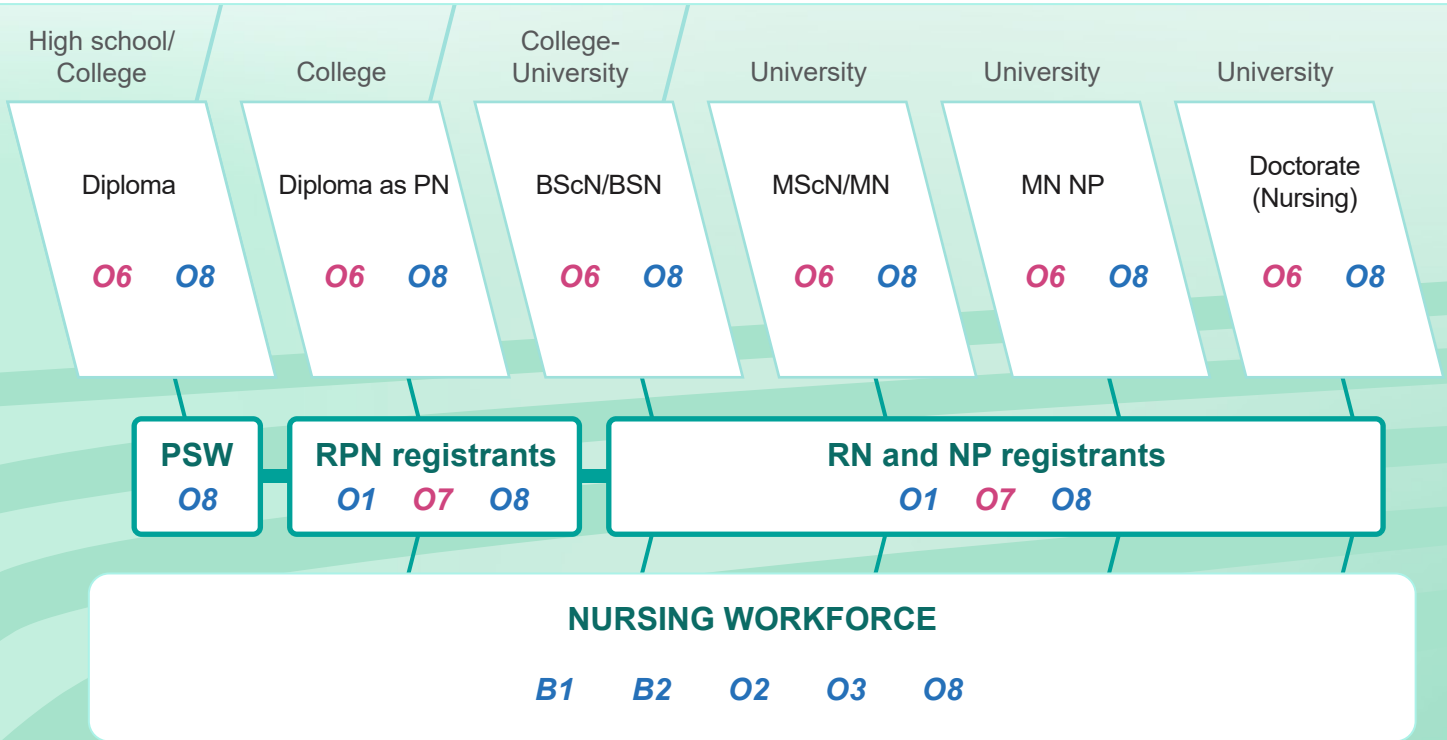 High school/
College
College
College-
University
University
University
University
Diploma
Diploma as PN
BScN/BSN
MScN/MN
MN NP
Doctorate
(Nursing)
O6 O8
O6 O8
O6 O8
O6 O8
O6 O8
O6 O8
PSW
O8
RPN registrants
O1 O7 O8
RN and NP registrants
O1 O7 O8
NURSING WORKFORCE
B1 B2 O2 O3 O8